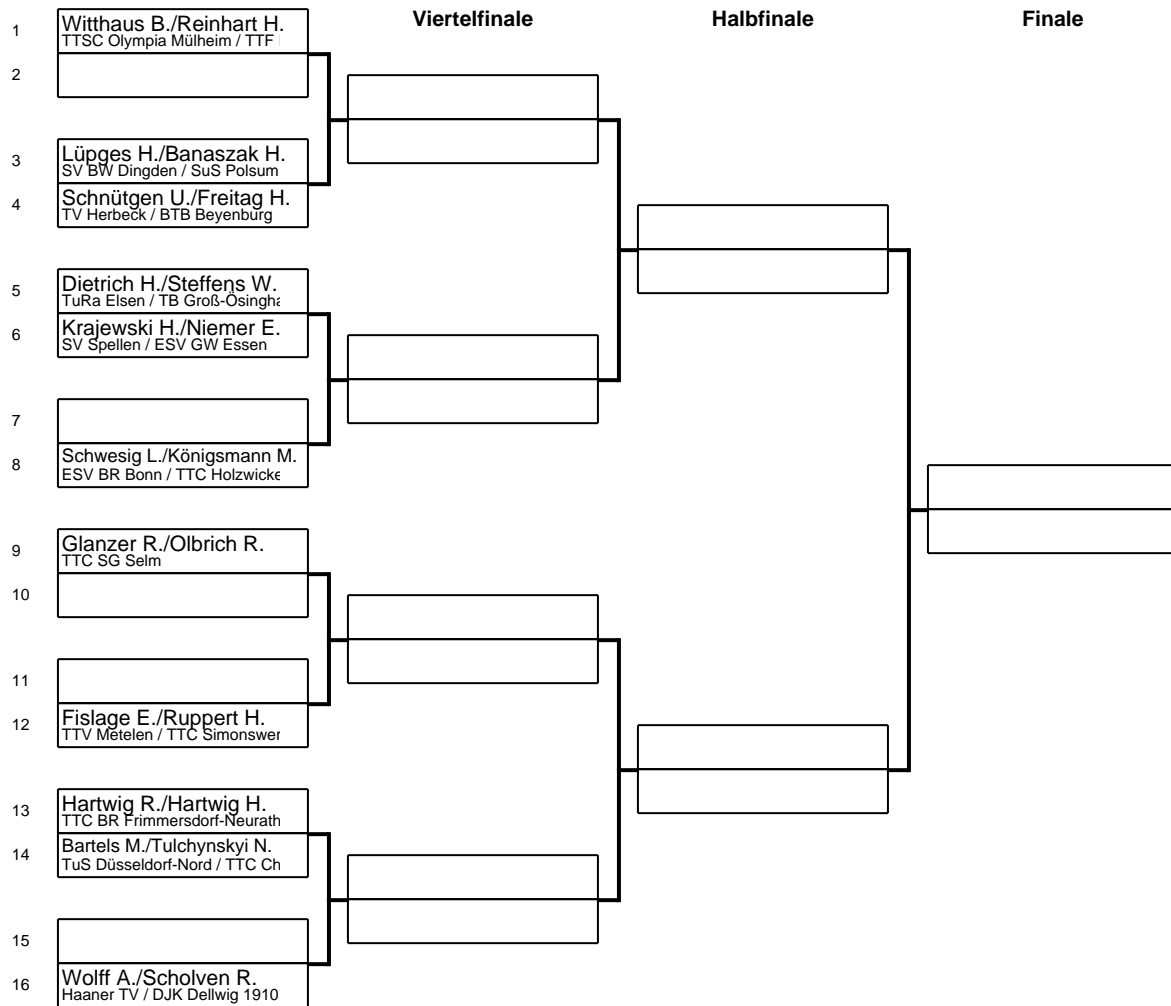 Viertelfinale
Halbfinale
Finale
1
Witthaus B./Reinhart H.
TTSC Olympia Mülheim / TTF
2
3
Lüpges H./Banaszak H.
SV BW Dingden / SuS Polsum
4
Schnütgen U./Freitag H.
TV Herbeck / BTB Beyenburg
5
Dietrich H./Steffens W.
TuRa Elsen / TB Groß-Ösingha
6
Krajewski H./Niemer E.
SV Spellen / ESV GW Essen
7
8
Schwesig L./Königsmann M.
ESV BR Bonn / TTC Holzwicke
9
Glanzer R./Olbrich R.
TTC SG Selm
10
11
12
Fislage E./Ruppert H.
TTV Metelen / TTC Simonswer
13
Hartwig R./Hartwig H.
TTC BR Frimmersdorf-Neurath
14
Bartels M./Tulchynskyi N.
TuS Düsseldorf-Nord / TTC Ch
15
16
Wolff A./Scholven R.
Haaner TV / DJK Dellwig 1910